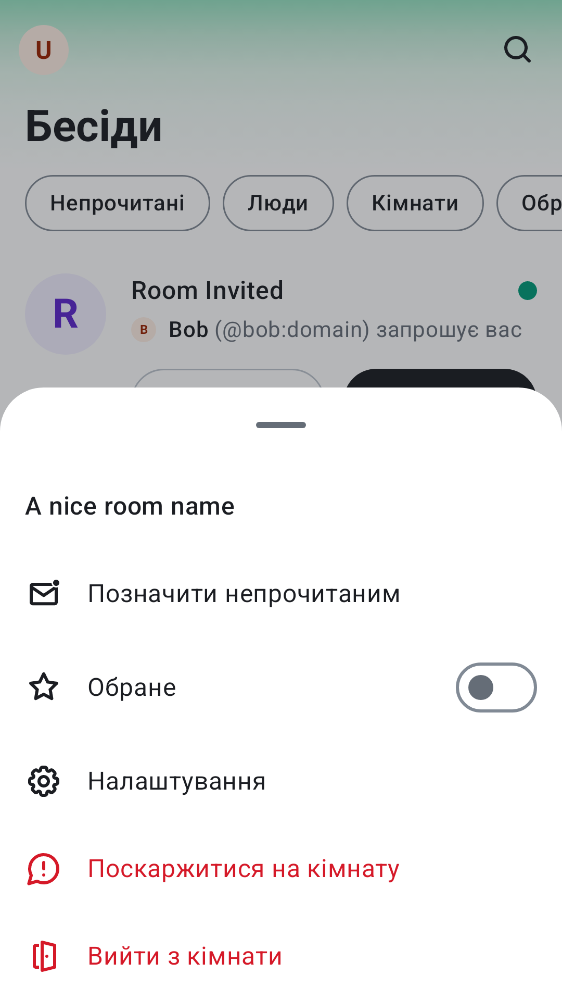 U
Бесіди
Непрочитані Люди Кімнати Обр
R Room Invited
B Bob (@bob:domain) запрошує вас
A nice room name
Позначити непрочитаним
Обране
Налаштування
Поскаржитися на кімнату
Вийти з кімнати